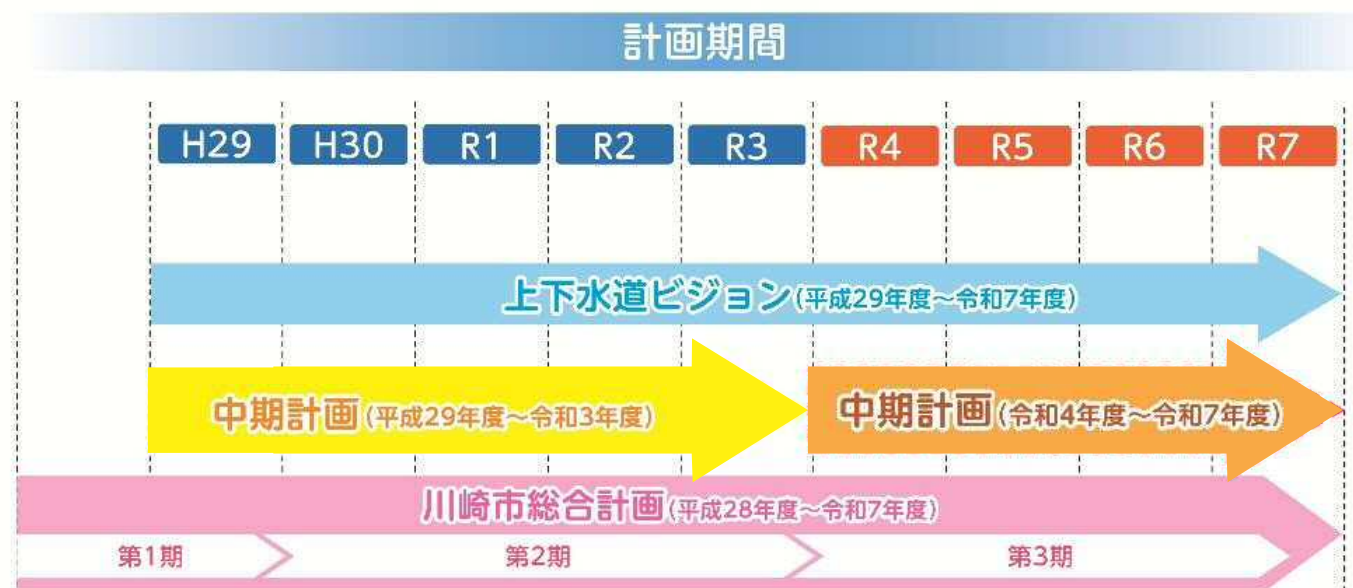 計画期間
H29 H30 R1 R2 R3 R4 R5 R6 R7
上下水道ビジョン(平成29年度～令和7年度)
中期計画(平成29年度～令和3年度) 中期計画(令和4年度～令和7年度)
川崎市総合計画(平成28年度～令和7年度)
第1期 第2期 第3期